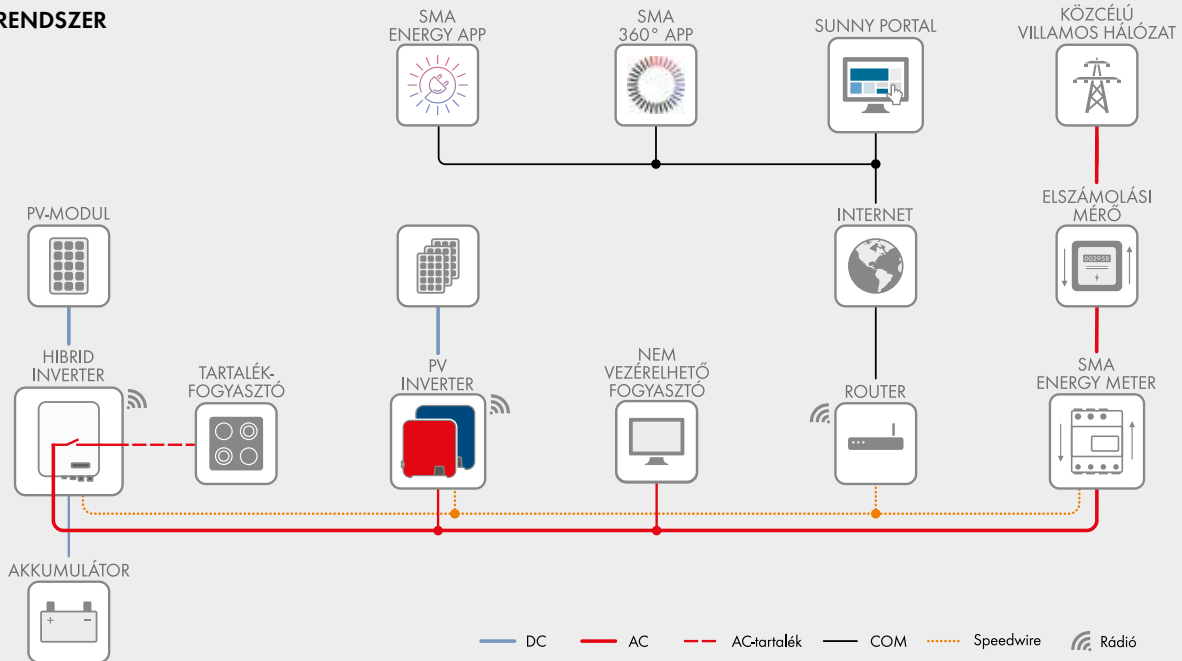 RENDSZER
SMA
ENERGY APP
SMA
360° APP
SUNNY PORTAL
KÖZCÉLÚ
VILLAMOS HÁLÓZAT
PV-MODUL
INTERNET
ELSZÁMOLÁSI
MÉRŐ
002958
HIBRID
INVERTER
TARTALÉK-
FOGYASZTÓ
PV
INVERTER
NEM
VEZÉRELHETŐ
FOGYASZTÓ
ROUTER
SMA
ENERGY METER
AKKUMULÁTOR
+ −
DC
AC
AC-tartalék
COM
Speedwire
Rádió